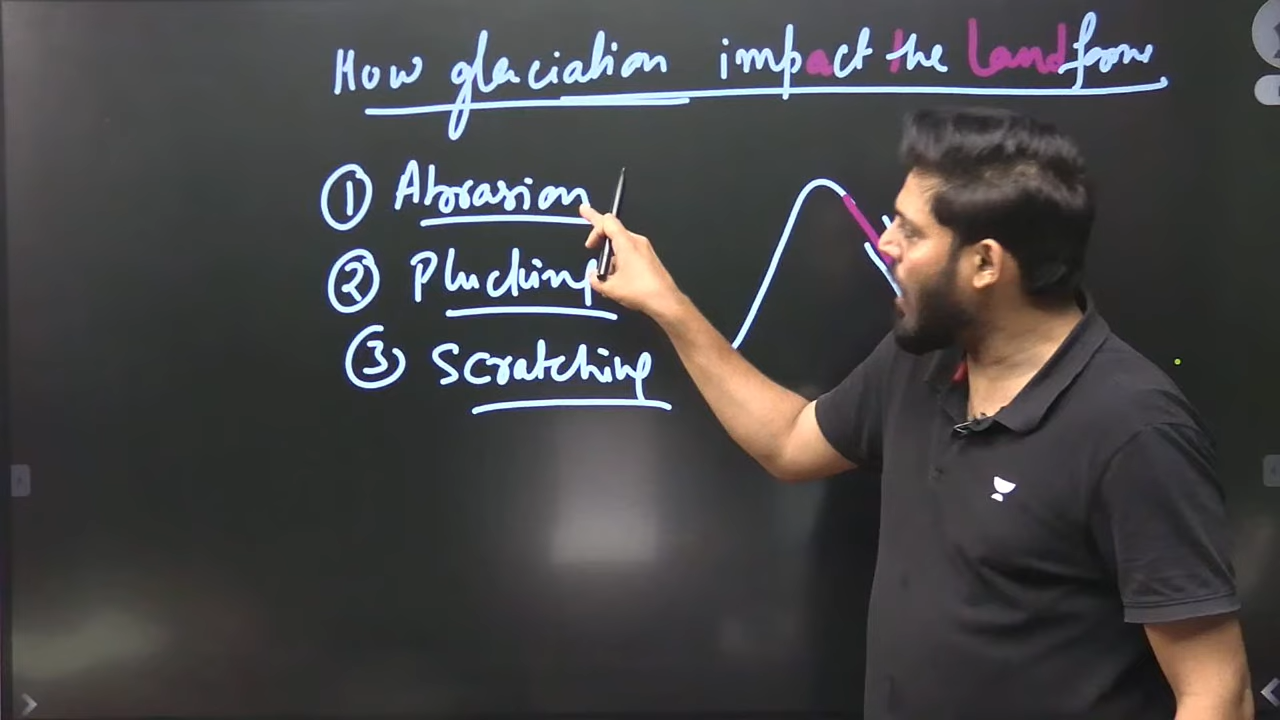 How glaciation impact the landform
① Abrasion
② Plucking
③ Scratching